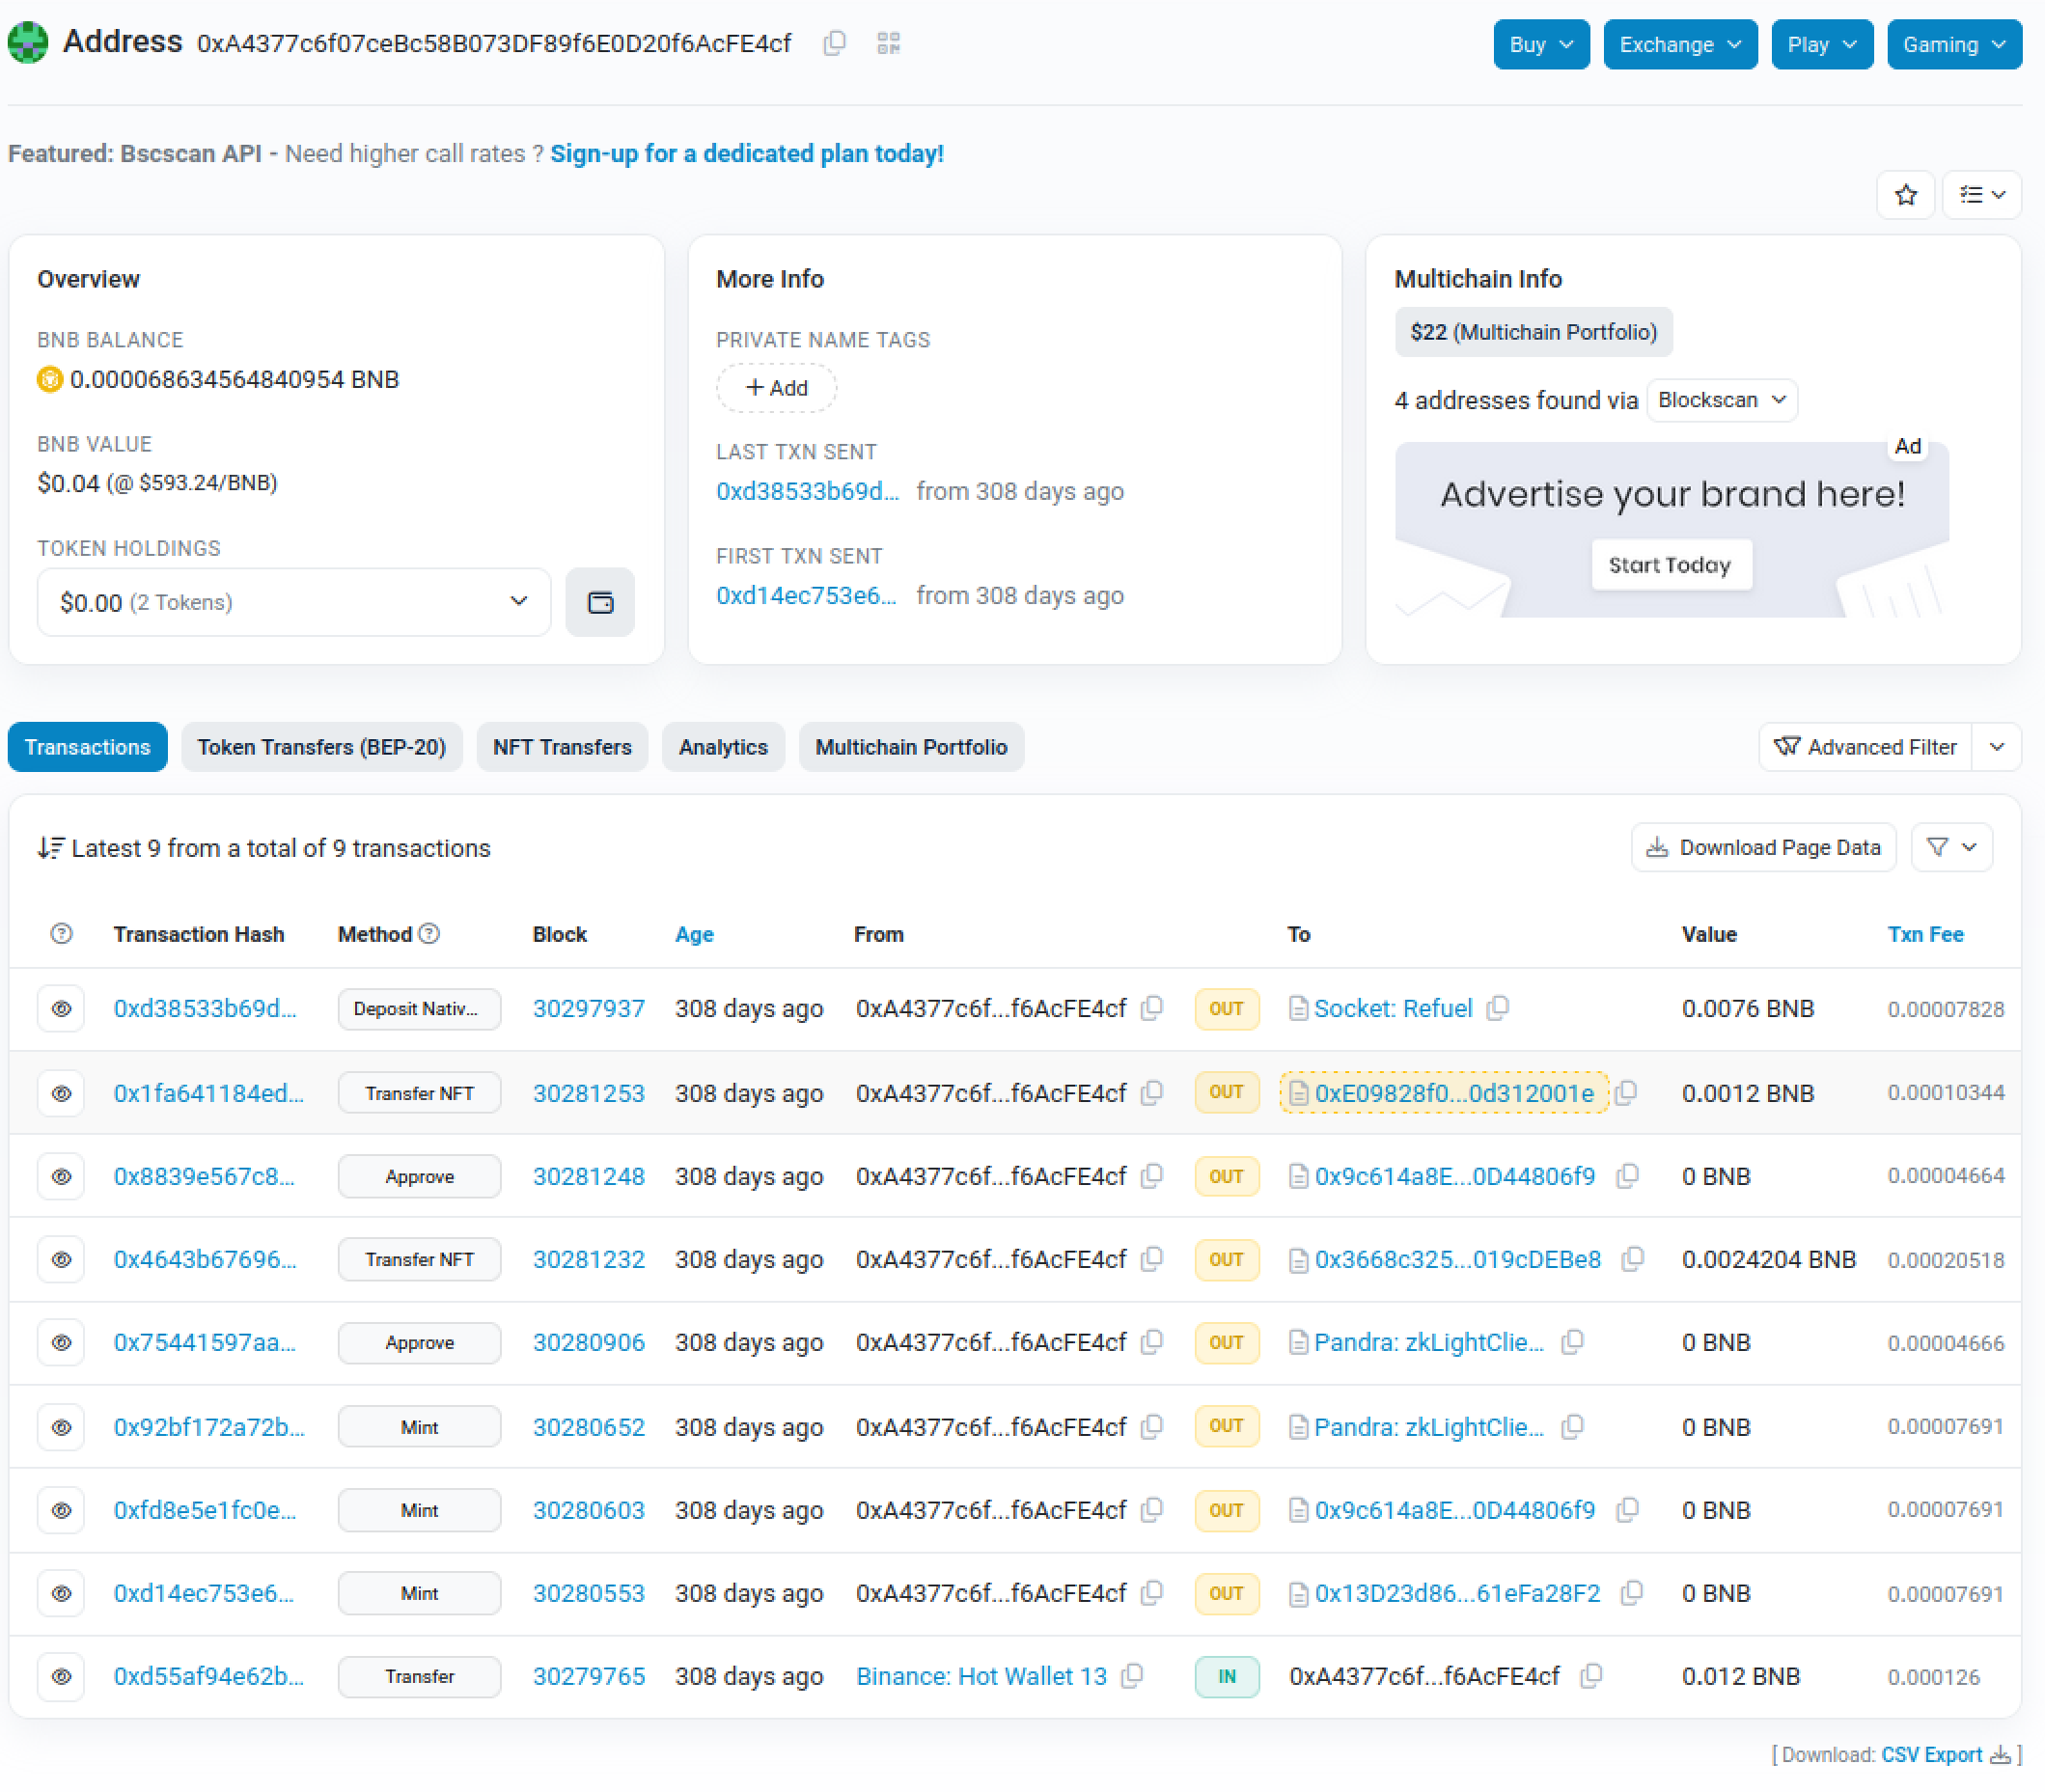 Address 0xA4377c6f07ceBc58B073DF89f6E0D20f6AcFE4cf
Buy Exchange Play Gaming
Featured: Bscscan API - Need higher call rates ? Sign-up for a dedicated plan today!
Overview
BNB BALANCE
0.000068634564840954 BNB
BNB VALUE
$0.04 (@ $593.24/BNB)
TOKEN HOLDINGS
$0.00 (2 Tokens)
More Info
PRIVATE NAME TAGS
+ Add
LAST TXN SENT
0xd38533b69d... from 308 days ago
FIRST TXN SENT
0xd14ec753e6... from 308 days ago
Multichain Info
$22 (Multichain Portfolio)
4 addresses found via Blockscan
Ad
Advertise your brand here!
Start Today
Transactions Token Transfers (BEP-20) NFT Transfers Analytics Multichain Portfolio Advanced Filter
Latest 9 from a total of 9 transactions Download Page Data
Transaction Hash Method Block Age From To Value Txn Fee
0xd38533b69d... Deposit Nativ... 30297937 308 days ago 0xA4377c6f...f6AcFE4cf OUT Socket: Refuel 0.0076 BNB 0.00007828
0x1fa641184ed... Transfer NFT 30281253 308 days ago 0xA4377c6f...f6AcFE4cf OUT 0xE09828f0...0d312001e 0.0012 BNB 0.00010344
0x8839e567c8... Approve 30281248 308 days ago 0xA4377c6f...f6AcFE4cf OUT 0x9c614a8E...0D44806f9 0 BNB 0.00004664
0x4643b67696... Transfer NFT 30281232 308 days ago 0xA4377c6f...f6AcFE4cf OUT 0x3668c325...019cDEBe8 0.0024204 BNB 0.00020518
0x75441597aa... Approve 30280906 308 days ago 0xA4377c6f...f6AcFE4cf OUT Pandra: zkLightClie... 0 BNB 0.00004666
0x92bf172a72b... Mint 30280652 308 days ago 0xA4377c6f...f6AcFE4cf OUT Pandra: zkLightClie... 0 BNB 0.00007691
0xfd8e5e1fc0e... Mint 30280603 308 days ago 0xA4377c6f...f6AcFE4cf OUT 0x9c614a8E...0D44806f9 0 BNB 0.00007691
0xd14ec753e6... Mint 30280553 308 days ago 0xA4377c6f...f6AcFE4cf OUT 0x13D23d86...61eFa28F2 0 BNB 0.00007691
0xd55af94e62b... Transfer 30279765 308 days ago Binance: Hot Wallet 13 IN 0xA4377c6f...f6AcFE4cf 0.012 BNB 0.000126
[ Download: CSV Export ]